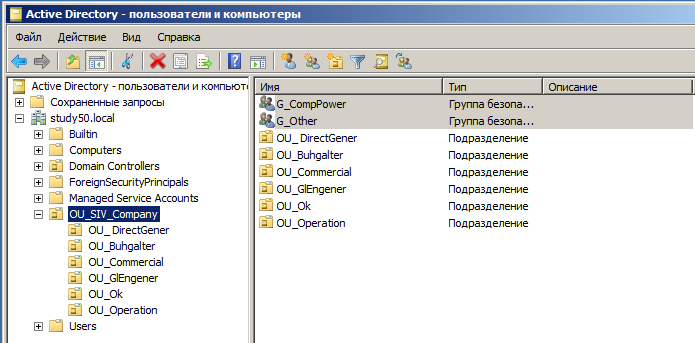 Active Directory - пользователи и компьютеры
Файл Действие Вид Справка
Active Directory - пользователи и компьют
Сохраненные запросы
study50.local
Builtin
Computers
Domain Controllers
ForeignSecurityPrincipals
Managed Service Accounts
OU_SIV_Company
OU_ DirectGener
OU_Buhgalter
OU_Commercial
OU_GlEngener
OU_Ok
OU_Operation
Users
Имя Тип Описание
G_CompPower Группа безопа...
G_Other Группа безопа...
OU_ DirectGener Подразделение
OU_Buhgalter Подразделение
OU_Commercial Подразделение
OU_GlEngener Подразделение
OU_Ok Подразделение
OU_Operation Подразделение